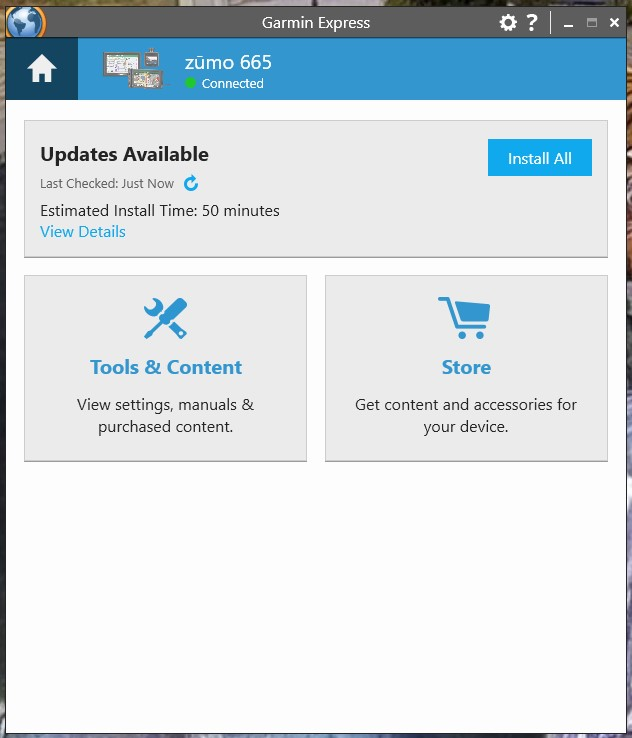 Garmin Express
?
zūmo 665
Connected
Updates Available
Install All
Last Checked: Just Now
Estimated Install Time: 50 minutes
View Details
Tools & Content
View settings, manuals &
purchased content.
Store
Get content and accessories for
your device.